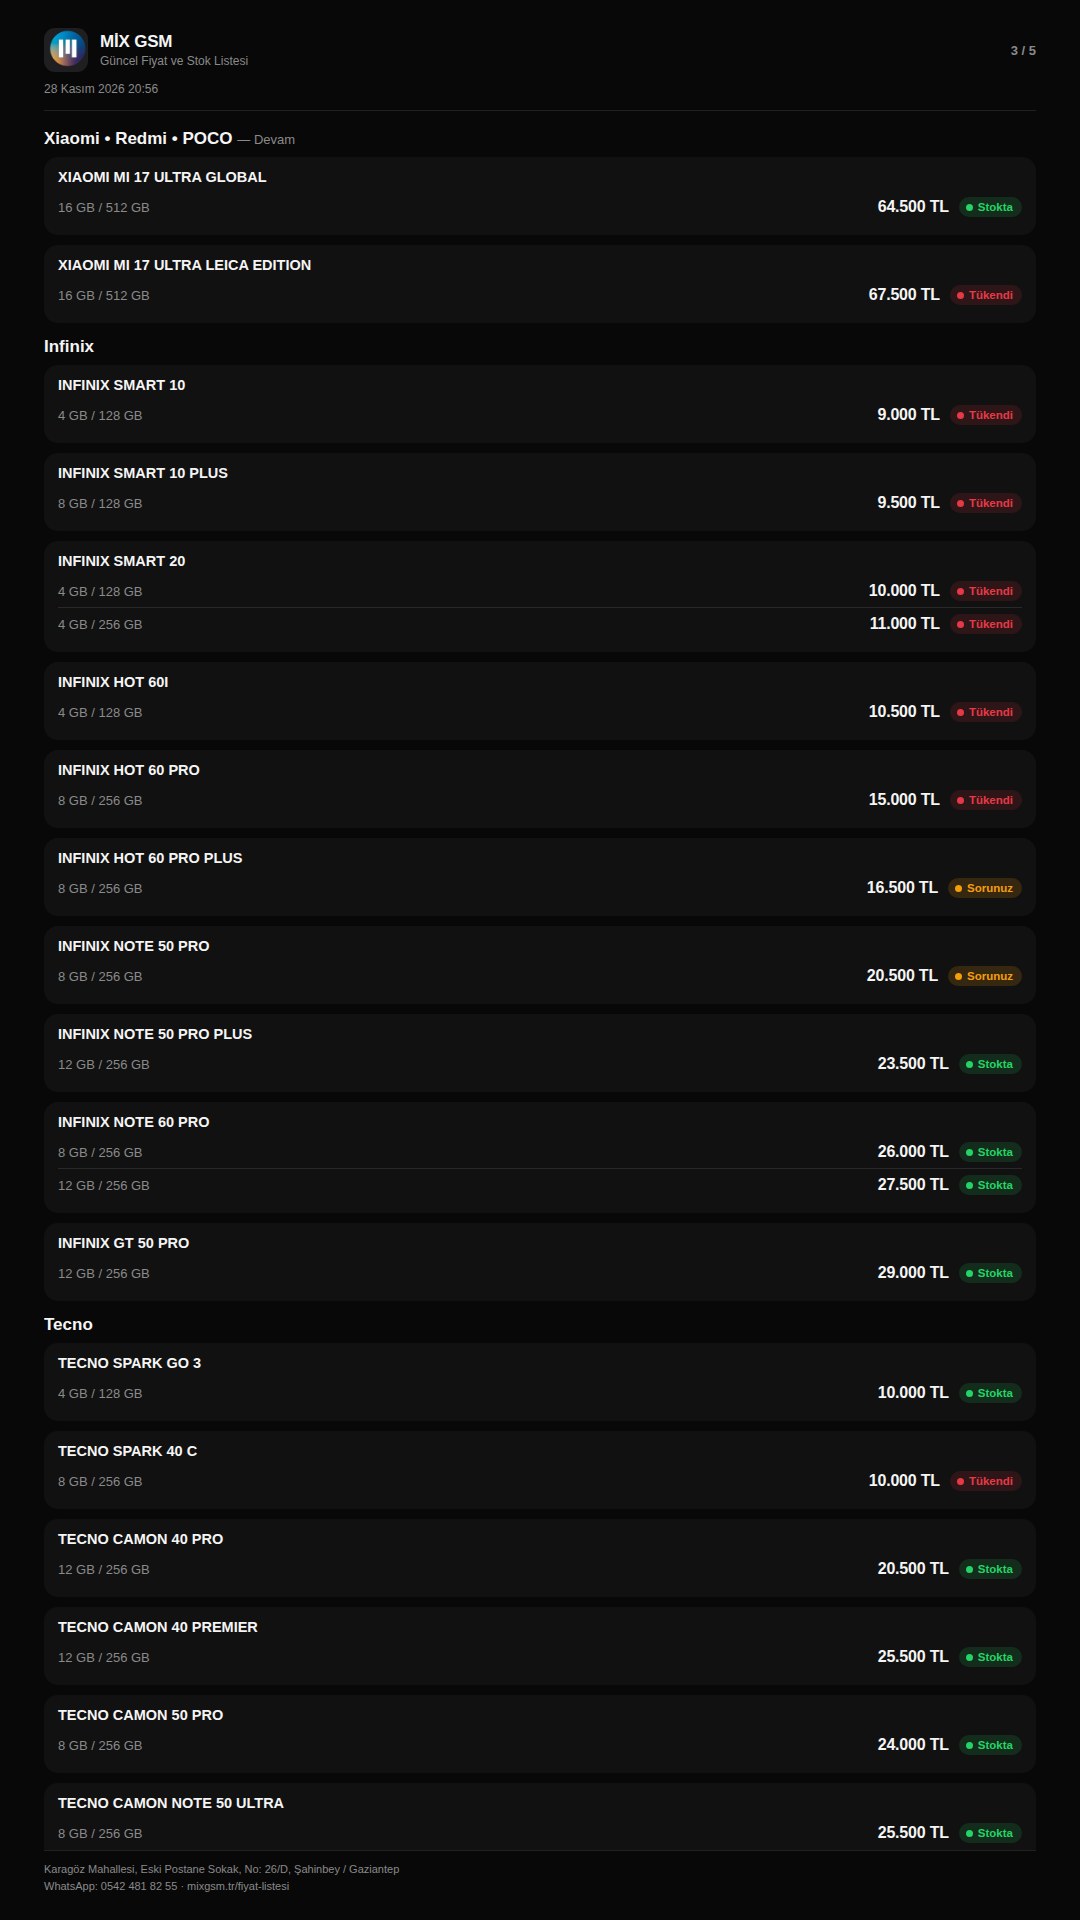 MİX GSM
Güncel Fiyat ve Stok Listesi
3 / 5
28 Kasım 2026 20:56
Xiaomi • Redmi • POCO — Devam
XIAOMI MI 17 ULTRA GLOBAL
16 GB / 512 GB 64.500 TL Stokta
XIAOMI MI 17 ULTRA LEICA EDITION
16 GB / 512 GB 67.500 TL Tükendi
Infinix
INFINIX SMART 10
4 GB / 128 GB 9.000 TL Tükendi
INFINIX SMART 10 PLUS
8 GB / 128 GB 9.500 TL Tükendi
INFINIX SMART 20
4 GB / 128 GB 10.000 TL Tükendi
4 GB / 256 GB 11.000 TL Tükendi
INFINIX HOT 60I
4 GB / 128 GB 10.500 TL Tükendi
INFINIX HOT 60 PRO
8 GB / 256 GB 15.000 TL Tükendi
INFINIX HOT 60 PRO PLUS
8 GB / 256 GB 16.500 TL Sorunuz
INFINIX NOTE 50 PRO
8 GB / 256 GB 20.500 TL Sorunuz
INFINIX NOTE 50 PRO PLUS
12 GB / 256 GB 23.500 TL Stokta
INFINIX NOTE 60 PRO
8 GB / 256 GB 26.000 TL Stokta
12 GB / 256 GB 27.500 TL Stokta
INFINIX GT 50 PRO
12 GB / 256 GB 29.000 TL Stokta
Tecno
TECNO SPARK GO 3
4 GB / 128 GB 10.000 TL Stokta
TECNO SPARK 40 C
8 GB / 256 GB 10.000 TL Tükendi
TECNO CAMON 40 PRO
12 GB / 256 GB 20.500 TL Stokta
TECNO CAMON 40 PREMIER
12 GB / 256 GB 25.500 TL Stokta
TECNO CAMON 50 PRO
8 GB / 256 GB 24.000 TL Stokta
TECNO CAMON NOTE 50 ULTRA
8 GB / 256 GB 25.500 TL Stokta
Karagöz Mahallesi, Eski Postane Sokak, No: 26/D, Şahinbey / Gaziantep
WhatsApp: 0542 481 82 55 · mixgsm.tr/fiyat-listesi